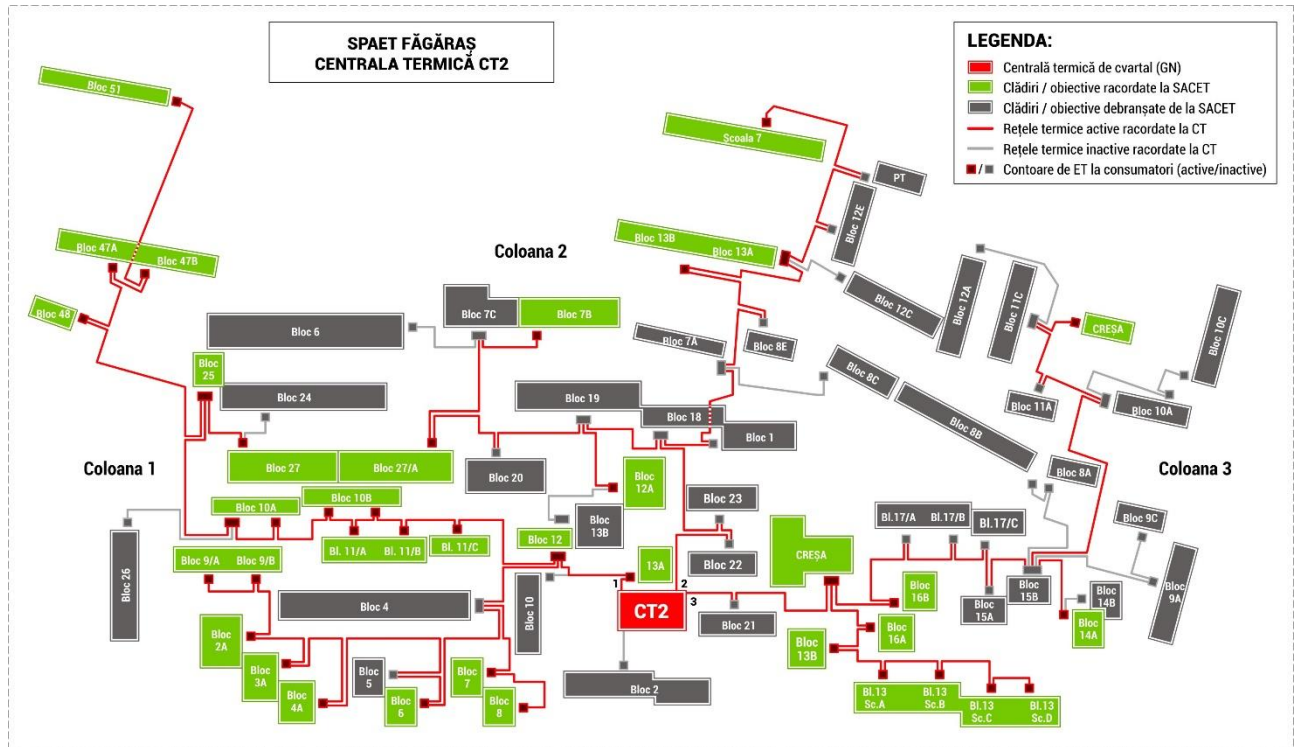 SPAET FĂGĂRAȘ
CENTRALA TERMICĂ CT2
LEGENDA:
Centrală termică de cvartal (GN)
Clădiri / obiective racordate la SACET
Clădiri / obiective debranșate de la SACET
Rețele termice active racordate la CT
Rețele termice inactive racordate la CT
/ Contoare de ET la consumatori (active/inactive)
Bloc 51
Școala 7
PT
Bloc 12E
Bloc 47A
Bloc 47B
Coloana 2
Bloc 13B
Bloc 13A
Bloc 48
Bloc 12C
Bloc 12A
Bloc 11C
CREȘA
Bloc 10C
Bloc 6
Bloc 7C
Bloc 7B
Bloc 7A
Bloc 8E
Bloc
25
Bloc 24
Bloc 19
Bloc 18
Bloc 1
Bloc 8C
Bloc 8B
Bloc 11A
Bloc 10A
Coloana 1
Bloc 27
Bloc 27/A
Bloc 20
Bloc
12A
Bloc 8A
Coloana 3
Bloc 10A
Bloc 10B
Bloc 23
Bloc 26
Bl. 11/A
Bl. 11/B
Bl. 11/C
Bloc 12
Bloc
13B
Bl.17/A
Bl.17/B
Bl.17/C
Bloc 9C
Bloc 9/A
Bloc 9/B
13A
Bloc 22
CREȘA
Bloc 4
Bloc 10
1
2
3
CT2
Bloc 21
Bloc
16B
Bloc
15A
Bloc
15B
Bloc
14B
Bloc
14A
Bloc
9A
Bloc
2A
Bloc
3A
Bloc
4A
Bloc
5
Bloc
6
Bloc
7
Bloc
8
Bloc 2
Bloc
13B
Bloc
16A
Bl.13
Sc.A
Bl.13
Sc.B
Bl.13
Sc.C
Bl.13
Sc.D